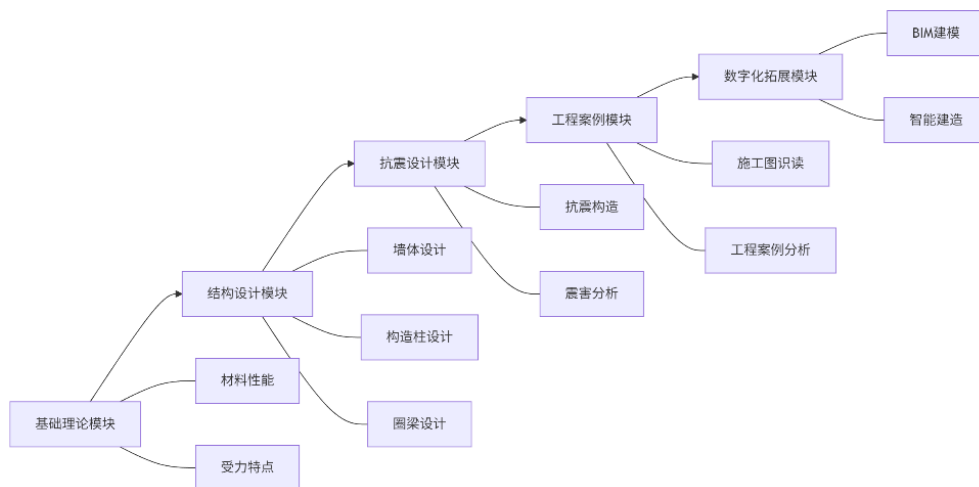 BIM建模
数字化拓展模块
智能建造
工程案例模块
抗震设计模块
施工图识读
抗震构造
墙体设计
工程案例分析
结构设计模块
震害分析
构造柱设计
材料性能
基础理论模块
圈梁设计
受力特点